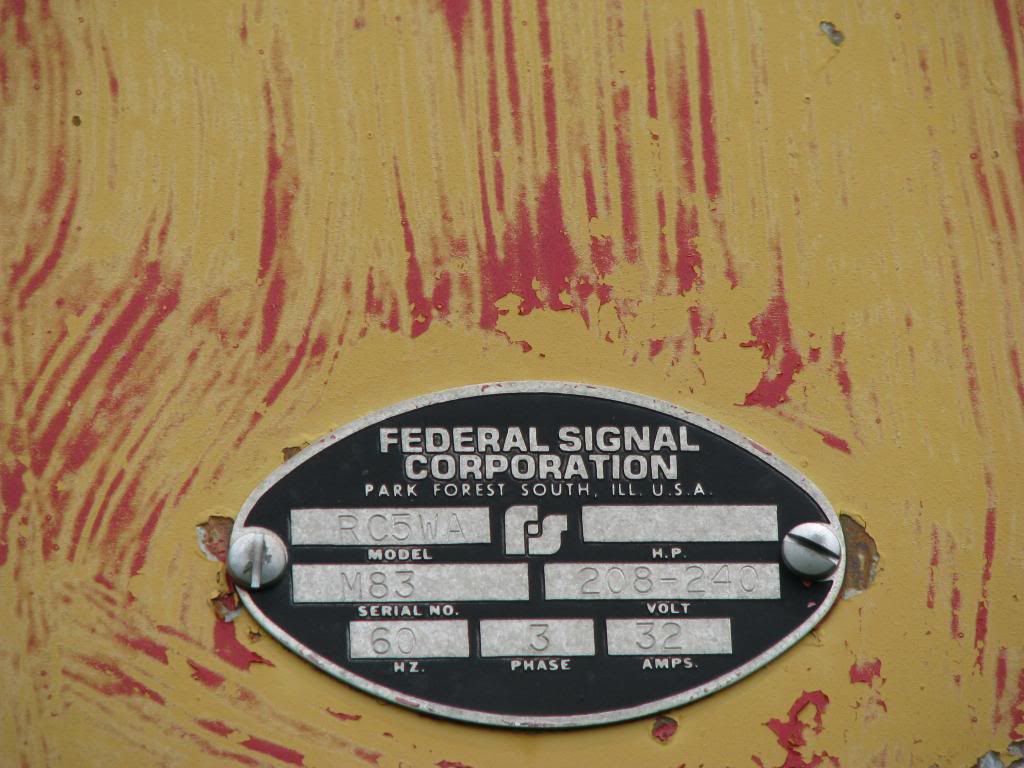 FEDERAL SIGNAL
CORPORATION
PARK FOREST SOUTH, ILL. U.S.A.
RC5WA FS
MODEL H.P.
M83 208-240
SERIAL NO. VOLT
60 3 32
HZ. PHASE AMPS.